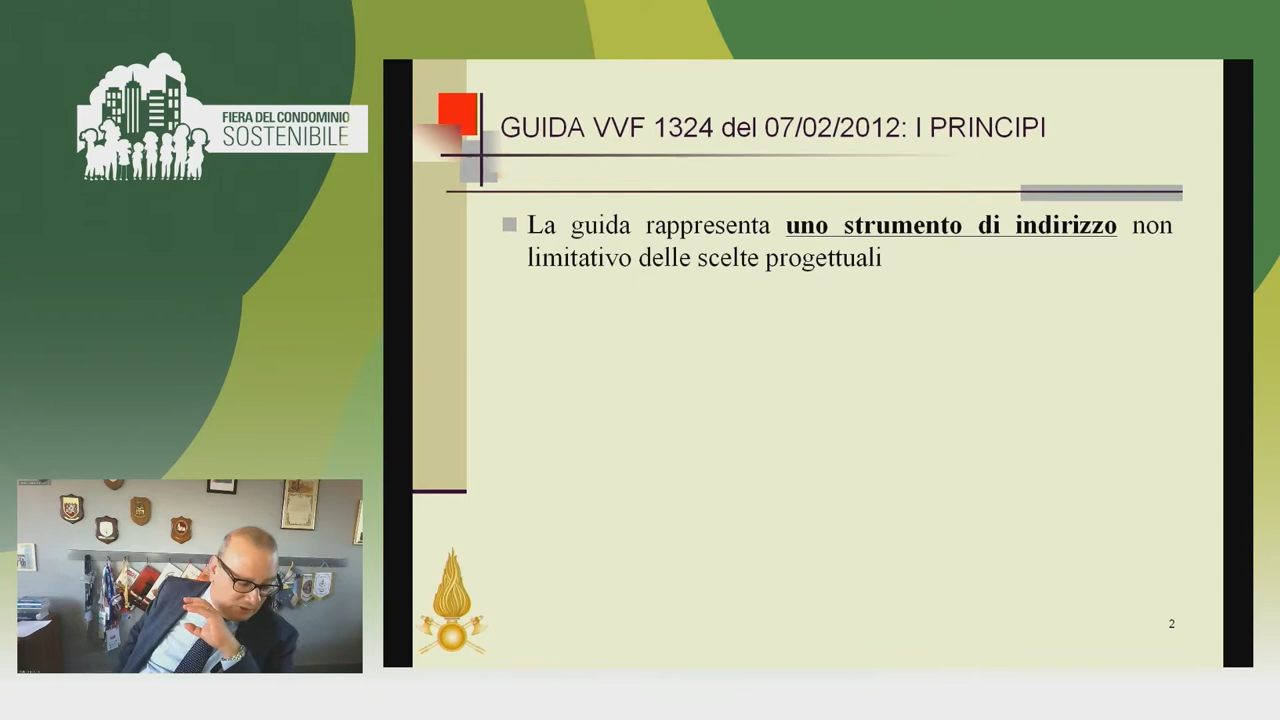 FIERA DEL CONDOMINIO
SOSTENIBILE
GUIDA VVF 1324 del 07/02/2012: I PRINCIPI
La guida rappresenta uno strumento di indirizzo non
limitativo delle scelte progettuali
2